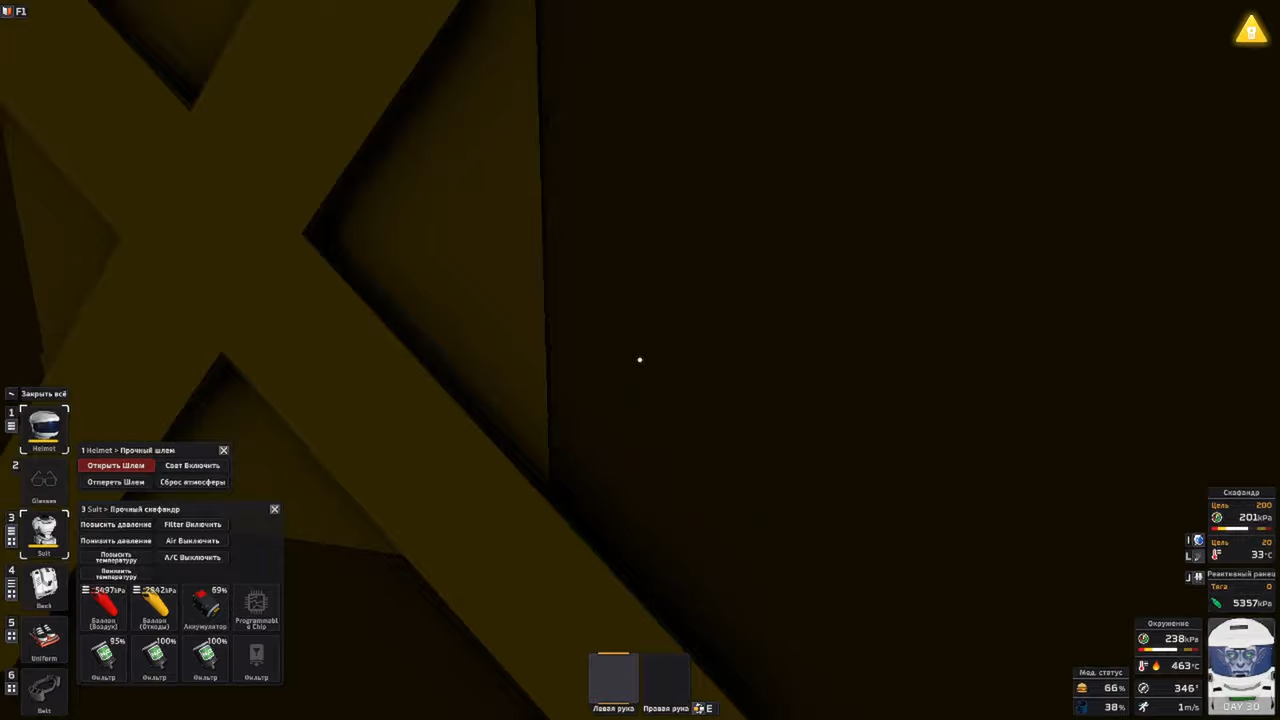 F1
~ Закрыть всё
1
Helmet
2
Glasses
3
Suit
4
Back
5
Uniform
6
Belt
1 Helmet > Прочный шлем
Открыть Шлем Свет Включить
Отпереть Шлем Сброс атмосферы
3 Suit > Прочный скафандр
Повысить давление Filter Включить
Понизить давление Air Выключить
Повысить температуру A/C Выключить
Понизить температуру
5497kPa 2942kPa 69%
Баллон (Воздух) Баллон (Отходы) Аккумулятор Programmable Chip
95% 100% 100%
Фильтр Фильтр Фильтр Фильтр
Левая рука Правая рука E
Скафандр
Цель 200
201kPa
Цель 20
33°C
I
L
J
Реактивный ранец
Тяга 0
5357kPa
Окружение
238kPa
463°C
346°
1m/s
Мед. статус
66%
38%
DAY 30